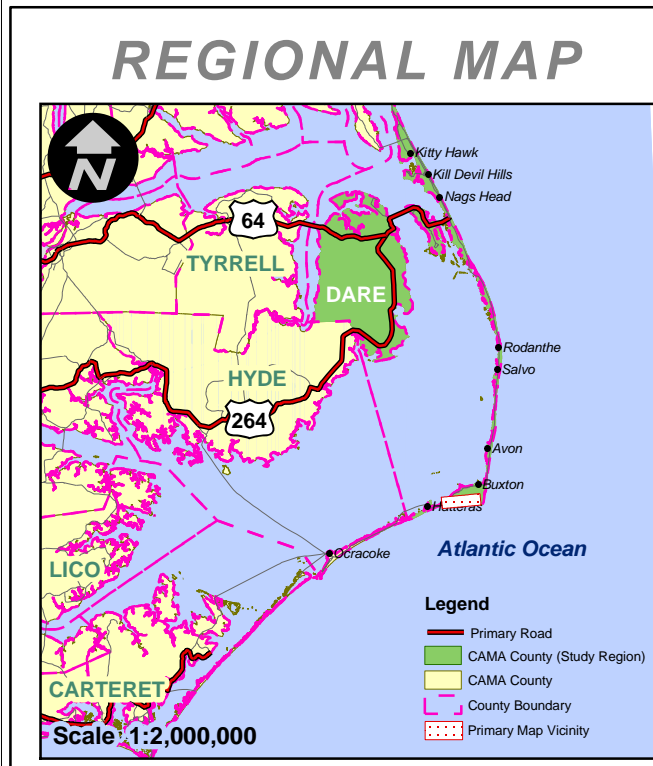 REGIONAL MAP
N
Kitty Hawk
Kill Devil Hills
Nags Head
64
TYRRELL
DARE
Rodanthe
Salvo
HYDE
264
Avon
Buxton
Hatteras
Ocracoke
Atlantic Ocean
LICO
CARTERET
Legend
Primary Road
CAMA County (Study Region)
CAMA County
County Boundary
Primary Map Vicinity
Scale 1:2,000,000